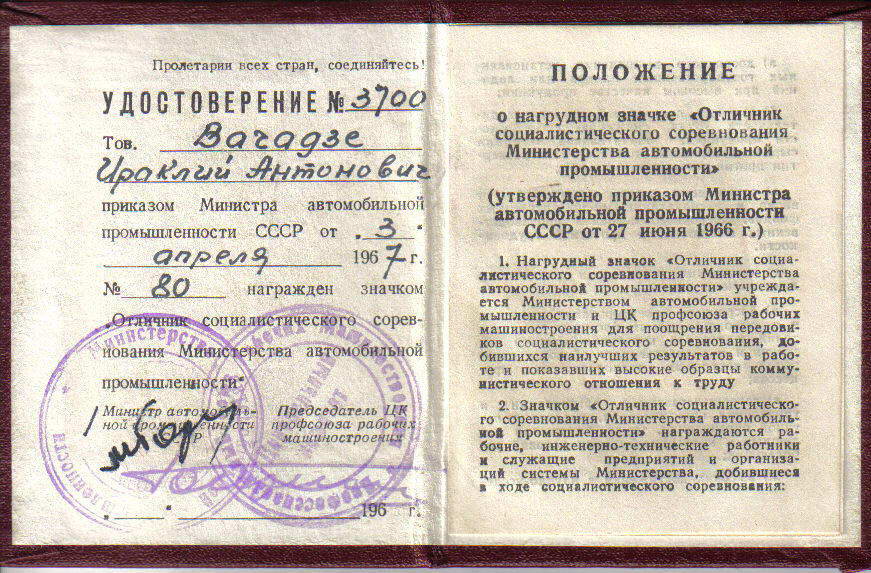 Пролетарии всех стран, соединяйтесь!
УДОСТОВЕРЕНИЕ № 3700
Тов. Вачадзе
Ираклий Антонович
приказом Министра автомобильной
промышленности СССР от „3“
апреля 1967 г.
№ 80 награжден значком
„Отличник социалистического сорев-
нования Министерства автомобильной
промышленности“
Министр автомобиль-
ной промышленности
СССР
Председатель ЦК
профсоюза рабочих
машиностроения
196 г.
ПОЛОЖЕНИЕ
о нагрудном значке «Отличник
социалистического соревнования
Министерства автомобильной
промышленности»
(утверждено приказом Министра
автомобильной промышленности
СССР от 27 июня 1966 г.)
1. Нагрудный значок «Отличник социа-
листического соревнования Министерства
автомобильной промышленности» учрежда-
ется Министерством автомобильной про-
мышленности и ЦК профсоюза рабочих
машиностроения для поощрения передови-
ков социалистического соревнования, до-
бившихся наилучших результатов в рабо-
те и показавших высокие образцы комму-
нистического отношения к труду
2. Значком «Отличник социалистическо-
го соревнования Министерства автомобиль-
ной промышленности» награждаются ра-
бочие, инженерно-технические работники
и служащие предприятий и организа-
ций системы Министерства, добившиеся
в ходе социалистического соревнования: